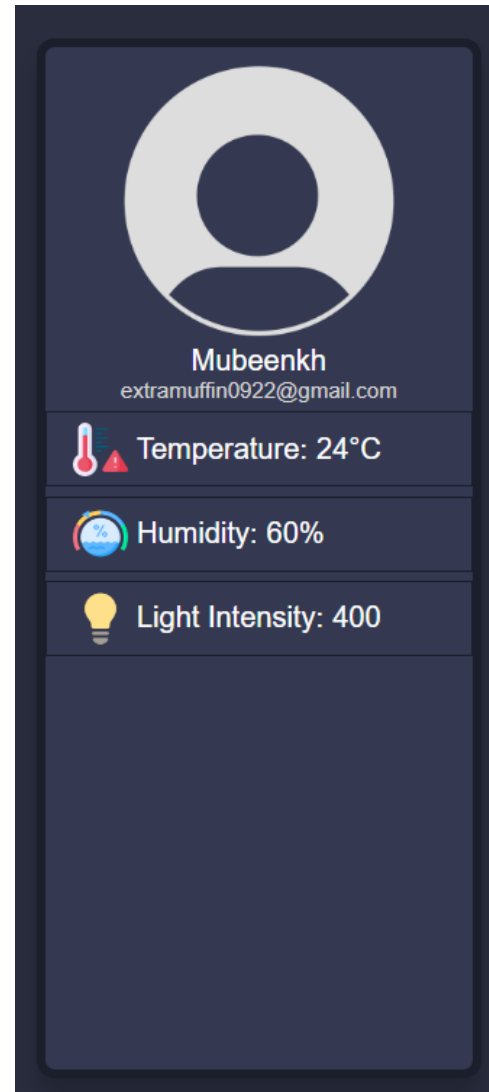 Mubeenkh
extramuffin0922@gmail.com
Temperature: 24°C
% Humidity: 60%
Light Intensity: 400